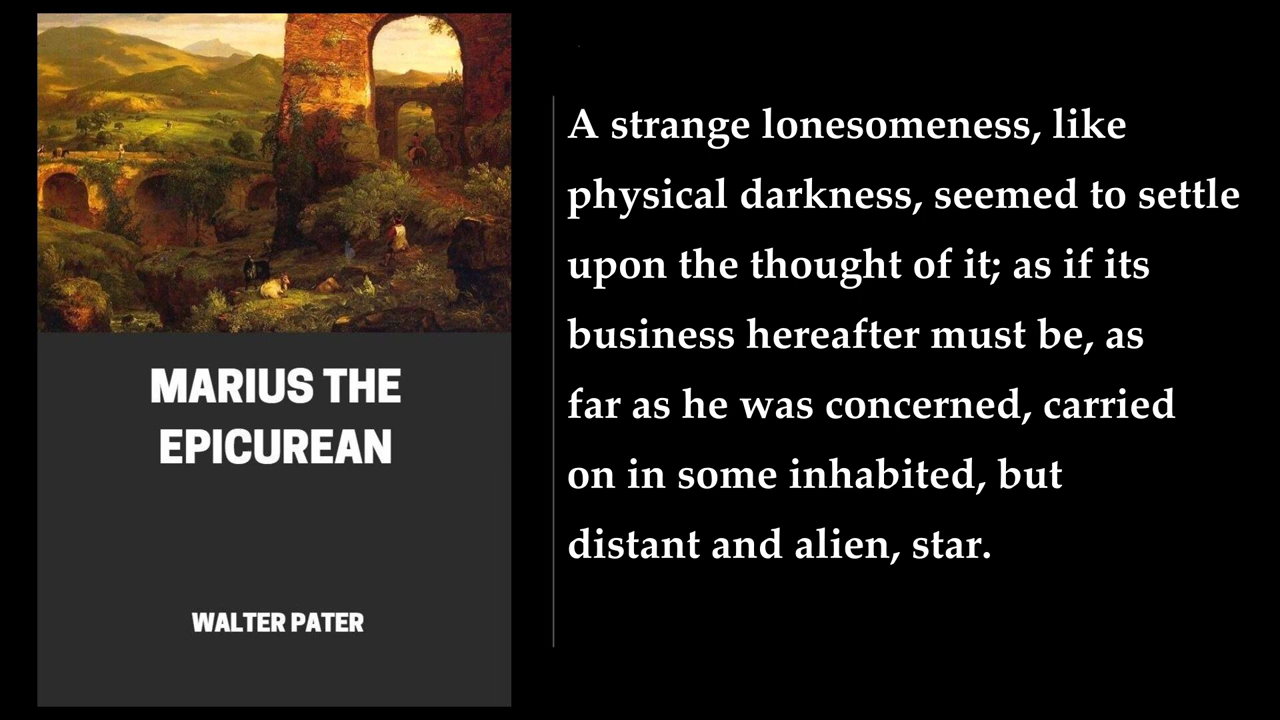 MARIUS THE
EPICUREAN
WALTER PATER
A strange lonesomeness, like
physical darkness, seemed to settle
upon the thought of it; as if its
business hereafter must be, as
far as he was concerned, carried
on in some inhabited, but
distant and alien, star.